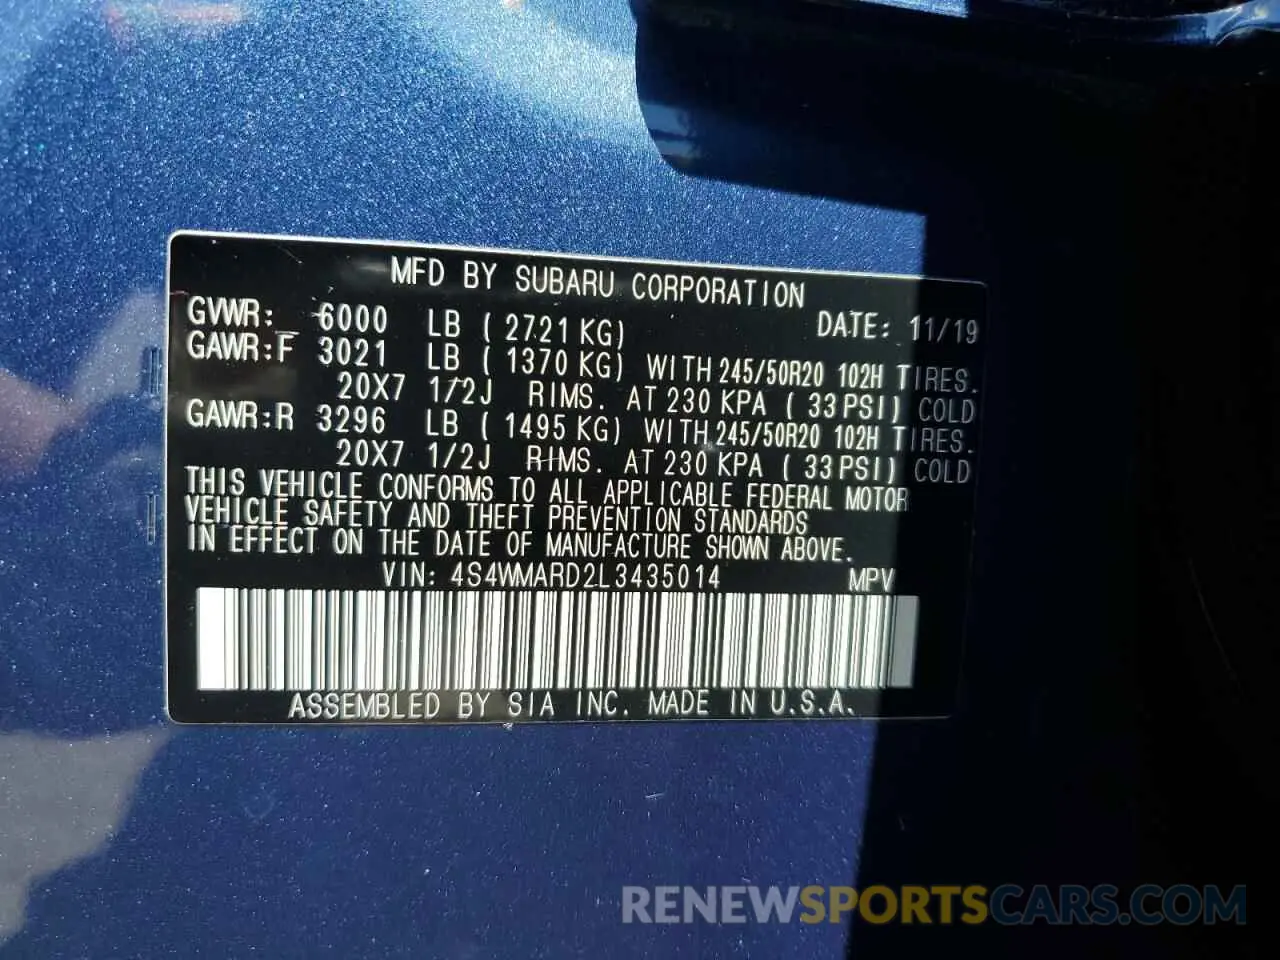 MFD BY SUBARU CORPORATION
GVWR: 6000 LB ( 2721 KG) DATE: 11/19
GAWR:F 3021 LB ( 1370 KG) WITH 245/50R20 102H TIRES.
20X7 1/2J RIMS. AT 230 KPA ( 33 PSI) COLD
GAWR:R 3296 LB ( 1495 KG) WITH 245/50R20 102H TIRES.
20X7 1/2J RIMS. AT 230 KPA ( 33 PSI) COLD
THIS VEHICLE CONFORMS TO ALL APPLICABLE FEDERAL MOTOR
VEHICLE SAFETY AND THEFT PREVENTION STANDARDS
IN EFFECT ON THE DATE OF MANUFACTURE SHOWN ABOVE.
VIN: 4S4WMARD2L3435014 MPV
ASSEMBLED BY SIA INC. MADE IN U.S.A.
RENEWSPORTSCARS.COM